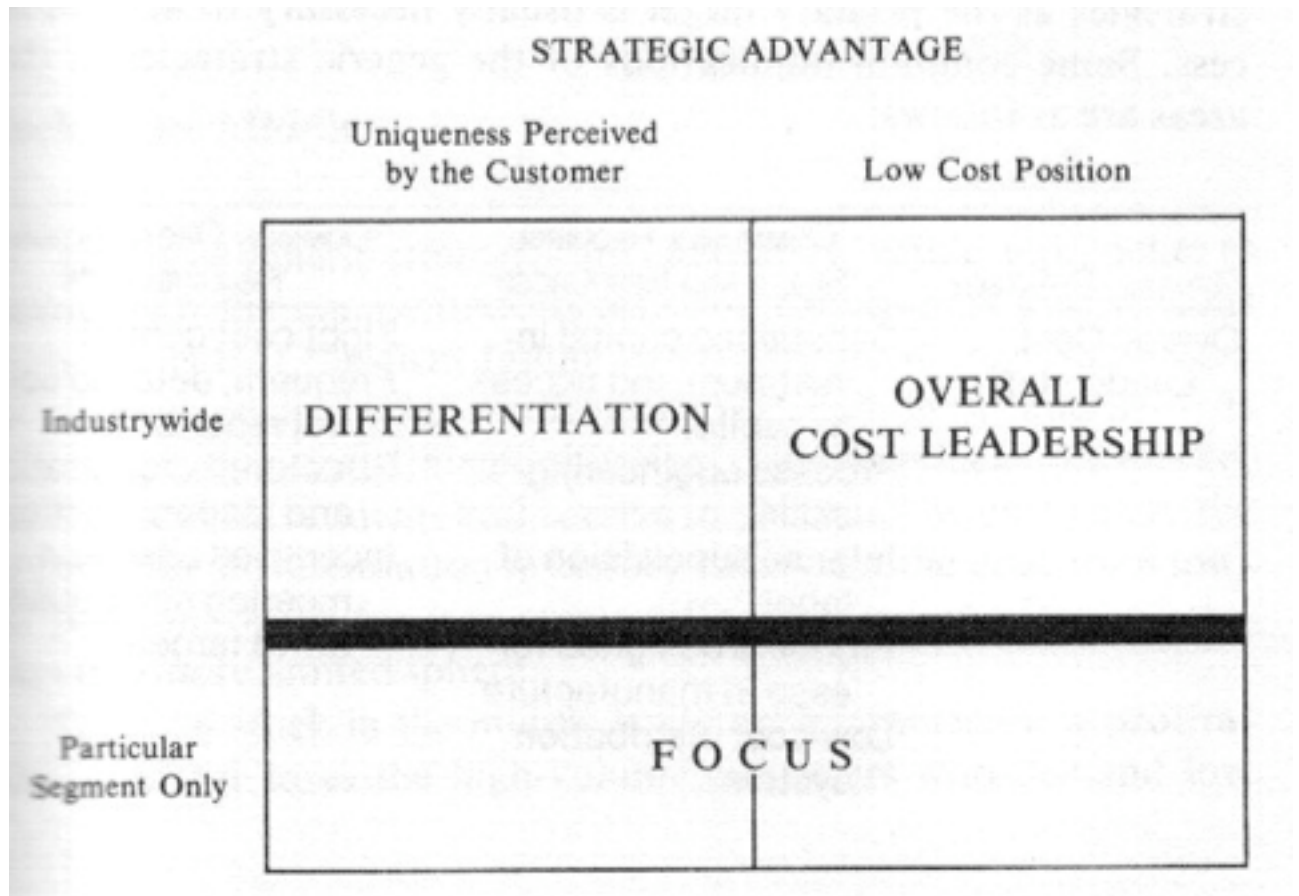 STRATEGIC ADVANTAGE
Uniqueness Perceived
by the Customer
Low Cost Position
Industrywide
DIFFERENTIATION
OVERALL
COST LEADERSHIP
Particular
Segment Only
FOCUS